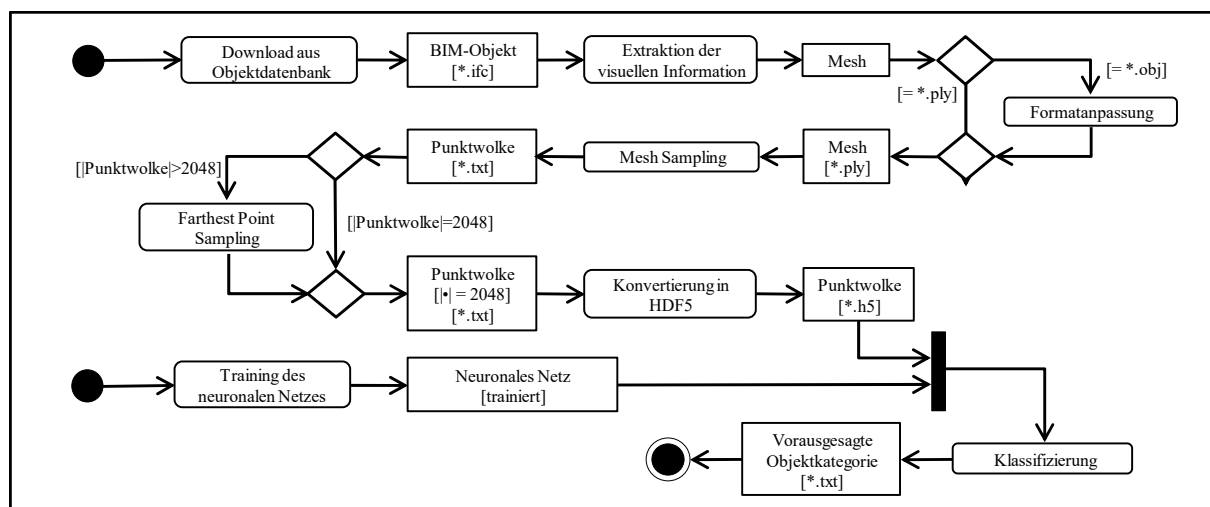 Download aus
Objektdatenbank
BIM-Objekt
[*.ifc]
Extraktion der
visuellen Information
Mesh
[= *.obj]
[= *.ply]
Formatanpassung
Mesh
[*.ply]
Mesh Sampling
Punktwolke
[*.txt]
[|Punktwolke|>2048]
Farthest Point
Sampling
[|Punktwolke|=2048]
Punktwolke
[|•| = 2048]
[*.txt]
Konvertierung in
HDF5
Punktwolke
[*.h5]
Training des
neuronalen Netzes
Neuronales Netz
[trainiert]
Klassifizierung
Vorausgesagte
Objektkategorie
[*.txt]